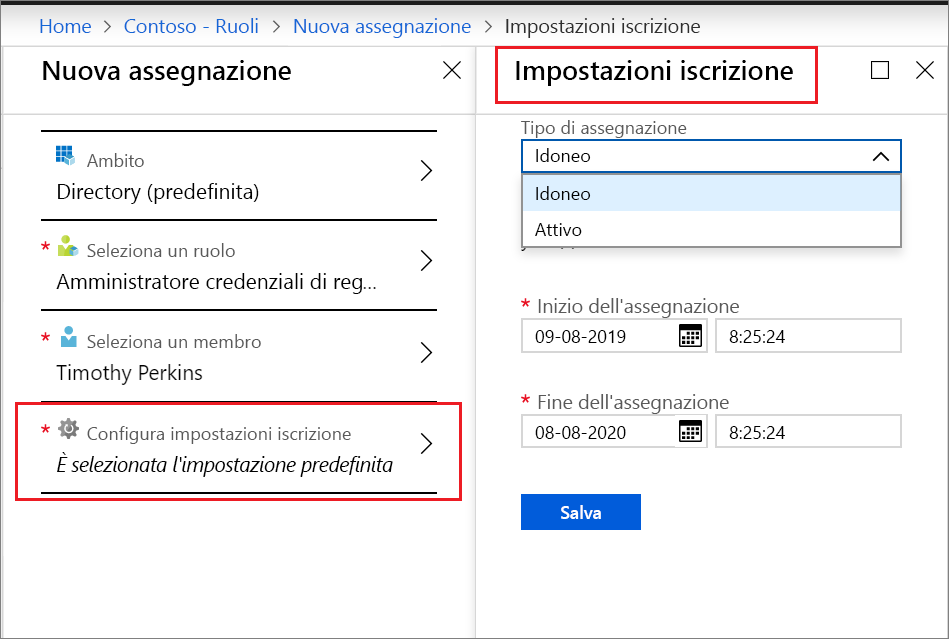 Home > Contoso - Ruoli > Nuova assegnazione > Impostazioni iscrizione
Nuova assegnazione
Ambito
Directory (predefinita)
* Seleziona un ruolo
Amministratore credenziali di reg...
* Seleziona un membro
Timothy Perkins
* Configura impostazioni iscrizione
È selezionata l'impostazione predefinita
Impostazioni iscrizione
Tipo di assegnazione
Idoneo
Idoneo
Attivo
* Inizio dell'assegnazione
09-08-2019 8:25:24
* Fine dell'assegnazione
08-08-2020 8:25:24
Salva